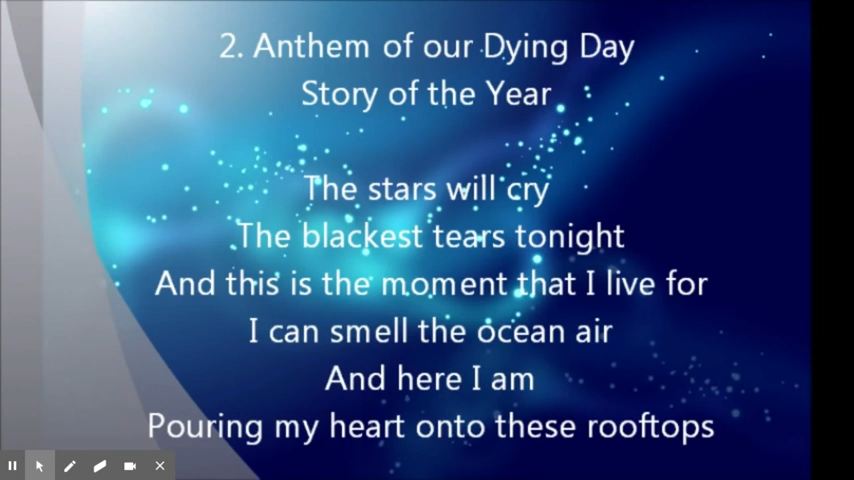 2. Anthem of our Dying Day
Story of the Year
The stars will cry
The blackest tears tonight
And this is the moment that I live for
I can smell the ocean air
And here I am
Pouring my heart onto these rooftops